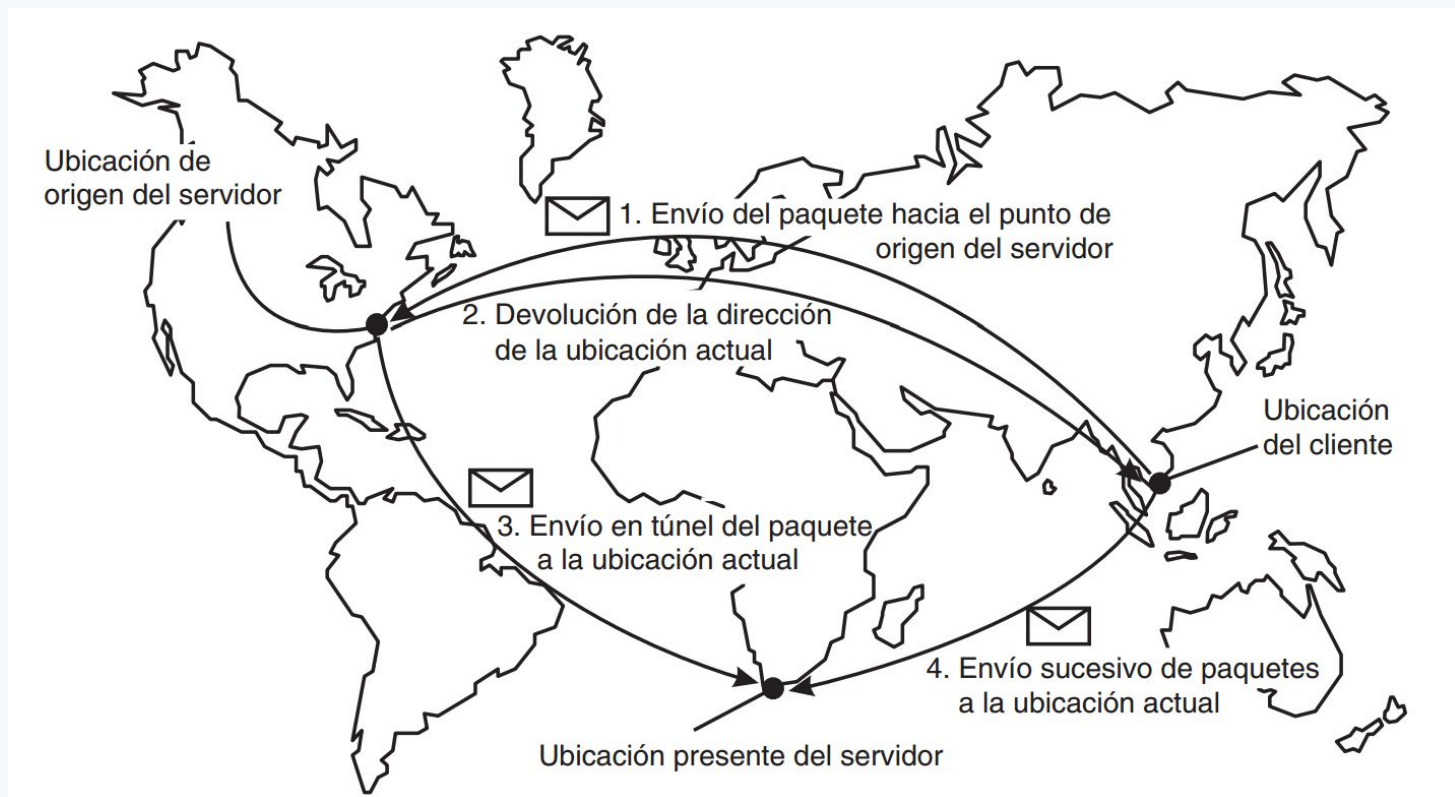 Ubicación de
origen del servidor
1. Envío del paquete hacia el punto de
origen del servidor
2. Devolución de la dirección
de la ubicación actual
Ubicación
del cliente
3. Envío en túnel del paquete
a la ubicación actual
4. Envío sucesivo de paquetes
a la ubicación actual
Ubicación presente del servidor